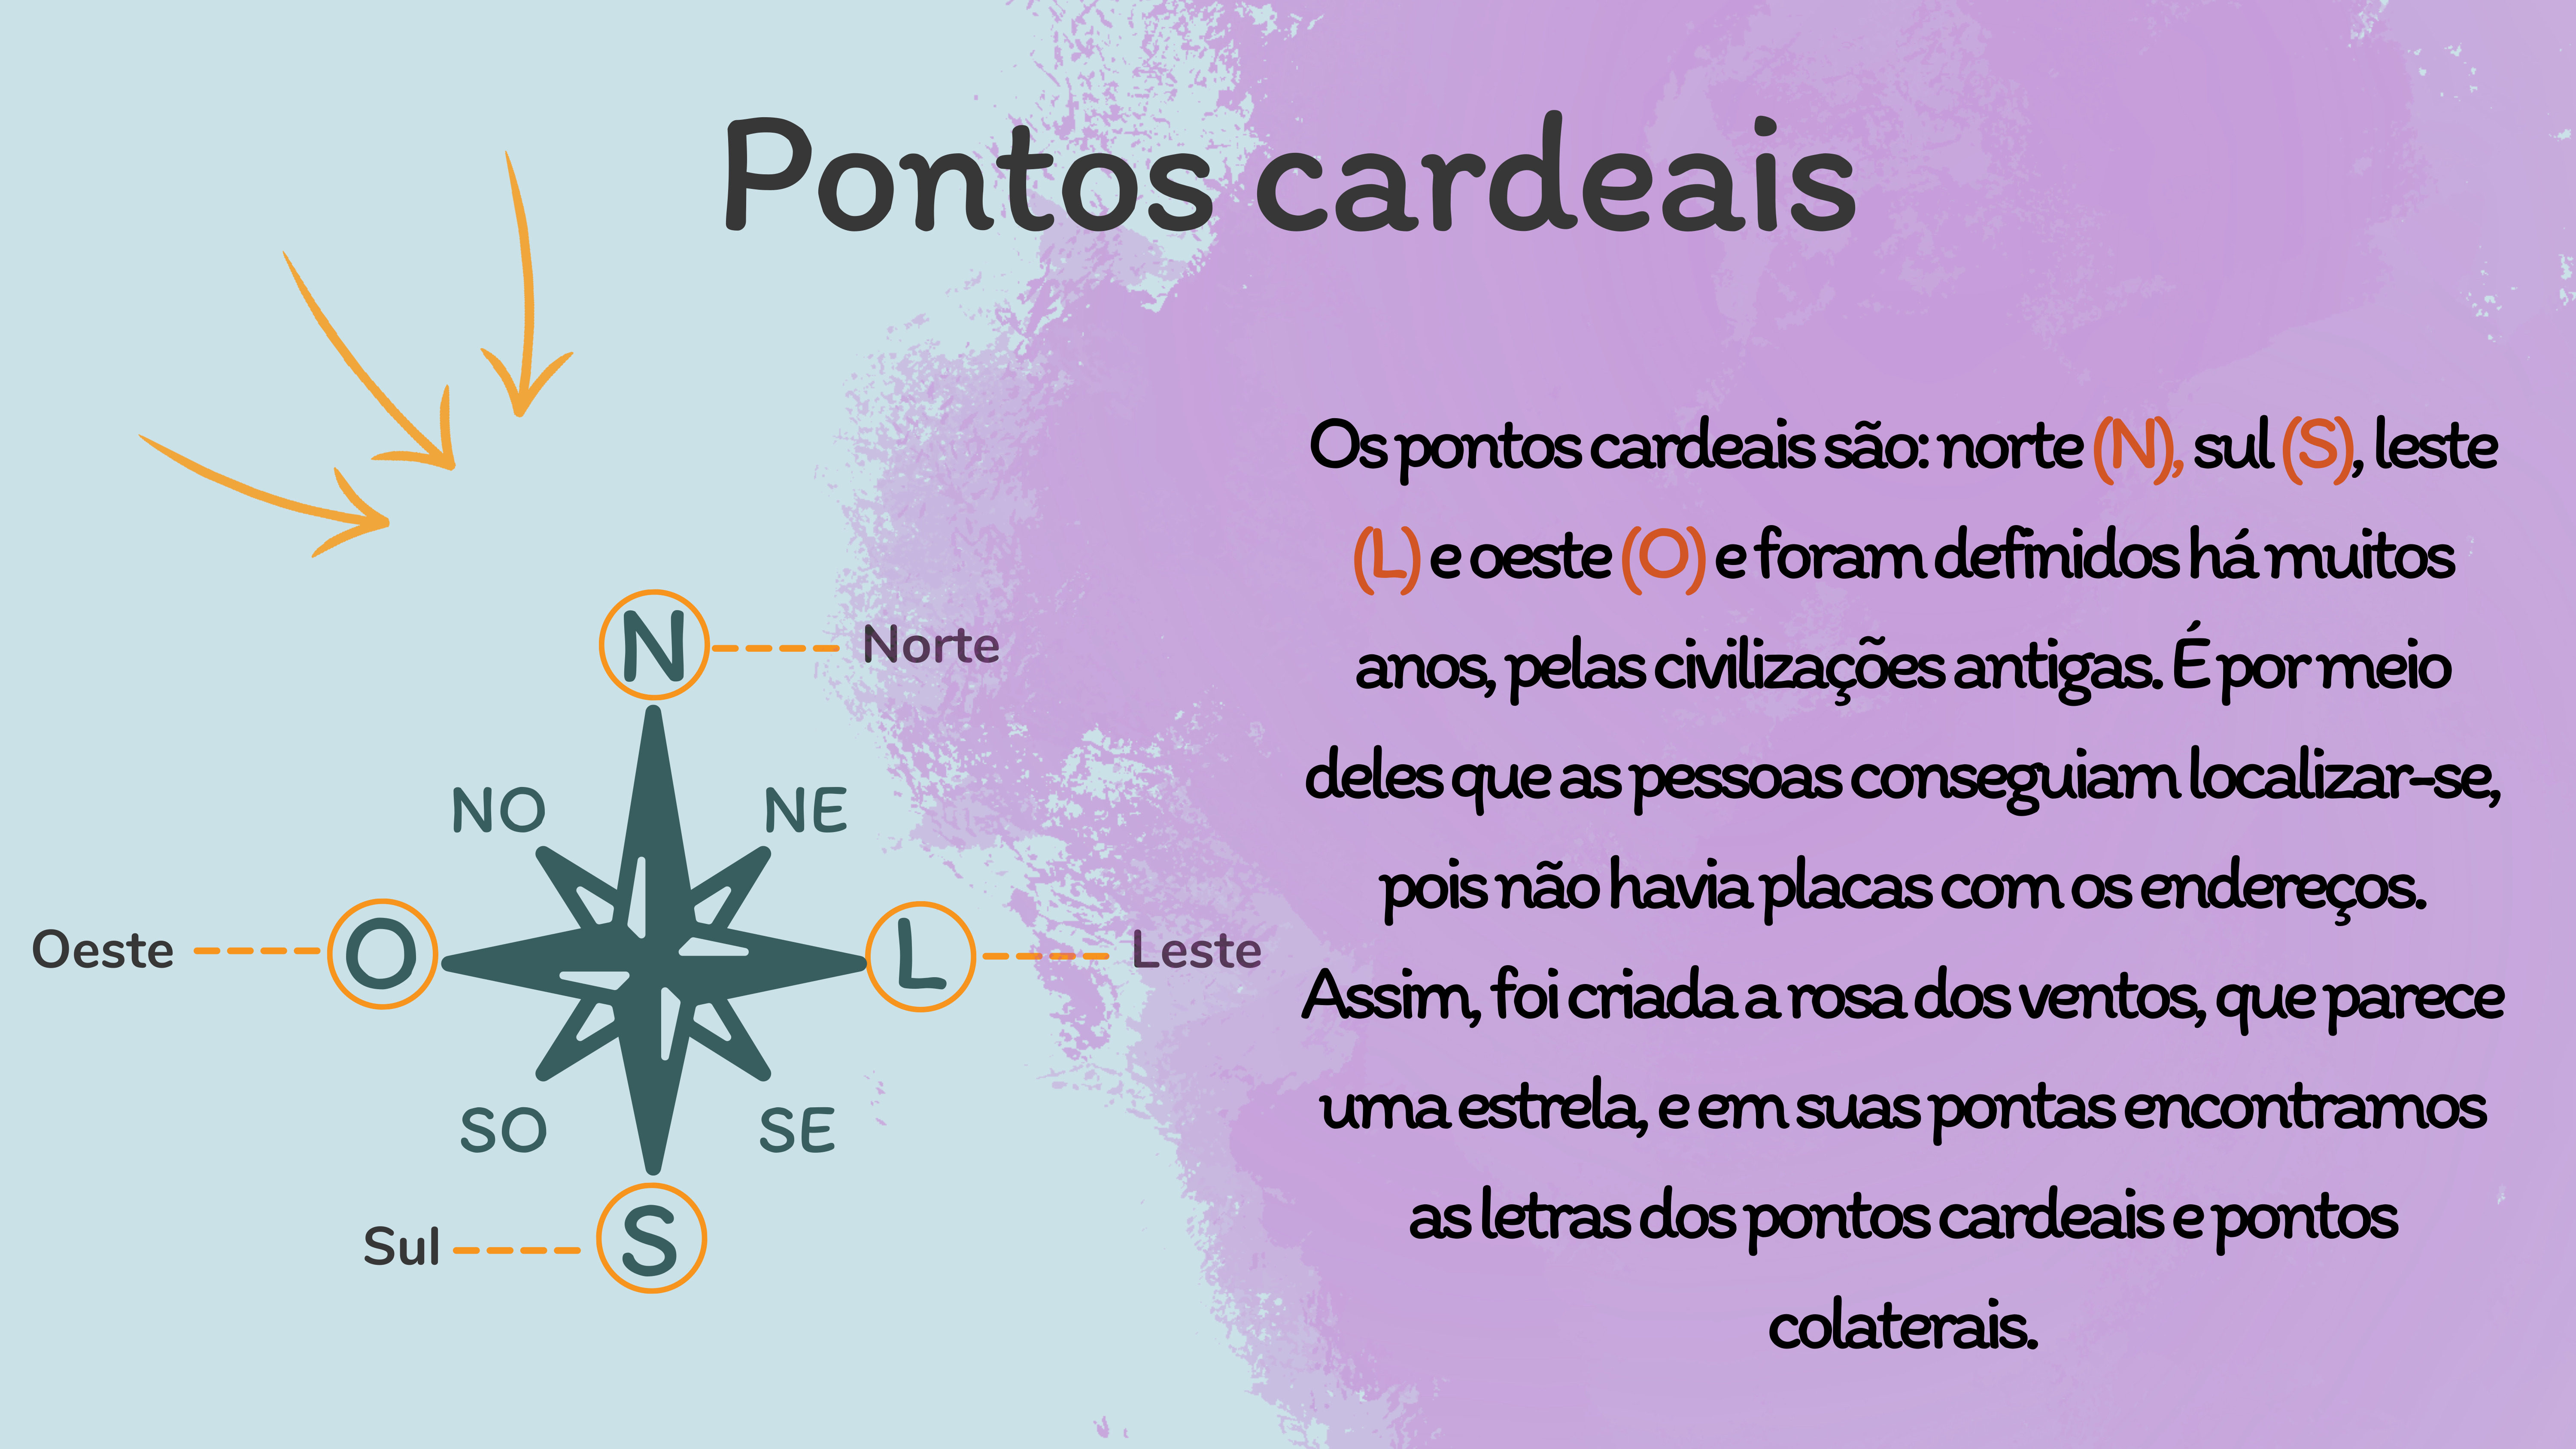 Pontos cardeais
N
Norte
NO
NE
Oeste
O
L
Leste
SO
SE
Sul
S
Os pontos cardeais são: norte (N), sul (S), leste
(L) e oeste (O) e foram definidos há muitos
anos, pelas civilizações antigas. É por meio
deles que as pessoas conseguiam localizar-se,
pois não havia placas com os endereços.
Assim, foi criada a rosa dos ventos, que parece
uma estrela, e em suas pontas encontramos
as letras dos pontos cardeais e pontos
colaterais.